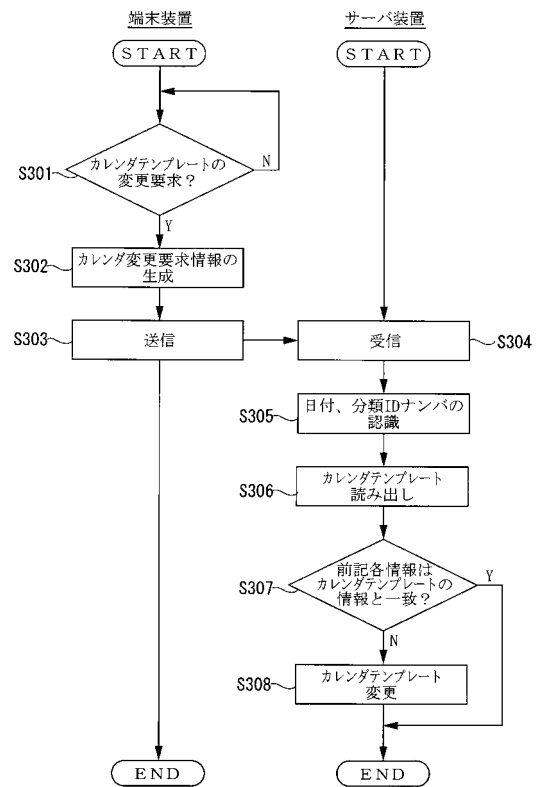 端末装置
サーバ装置
START
START
S301
カレンダテンプレートの
変更要求？
N
Y
S302
カレンダ変更要求情報の
生成
S303
送信
受信
S304
S305
日付、分類IDナンバの
認識
S306
カレンダテンプレート
読み出し
S307
前記各情報は
カレンダテンプレートの
情報と一致？
Y
N
S308
カレンダテンプレート
変更
END
END